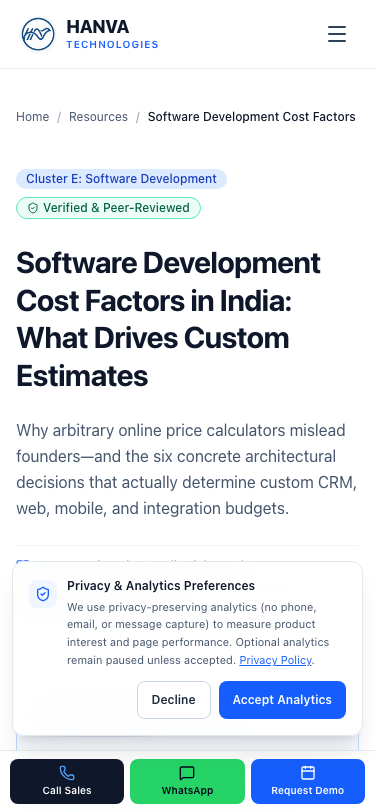 HANVA
TECHNOLOGIES
Home / Resources / Software Development Cost Factors
Cluster E: Software Development
Verified & Peer-Reviewed
Software Development
Cost Factors in India:
What Drives Custom
Estimates
Why arbitrary online price calculators mislead
founders—and the six concrete architectural
decisions that actually determine custom CRM,
web, mobile, and integration budgets.
Privacy & Analytics Preferences
We use privacy-preserving analytics (no phone,
email, or message capture) to measure product
interest and page performance. Optional analytics
remain paused unless accepted. Privacy Policy.
Decline
Accept Analytics
Call Sales
WhatsApp
Request Demo